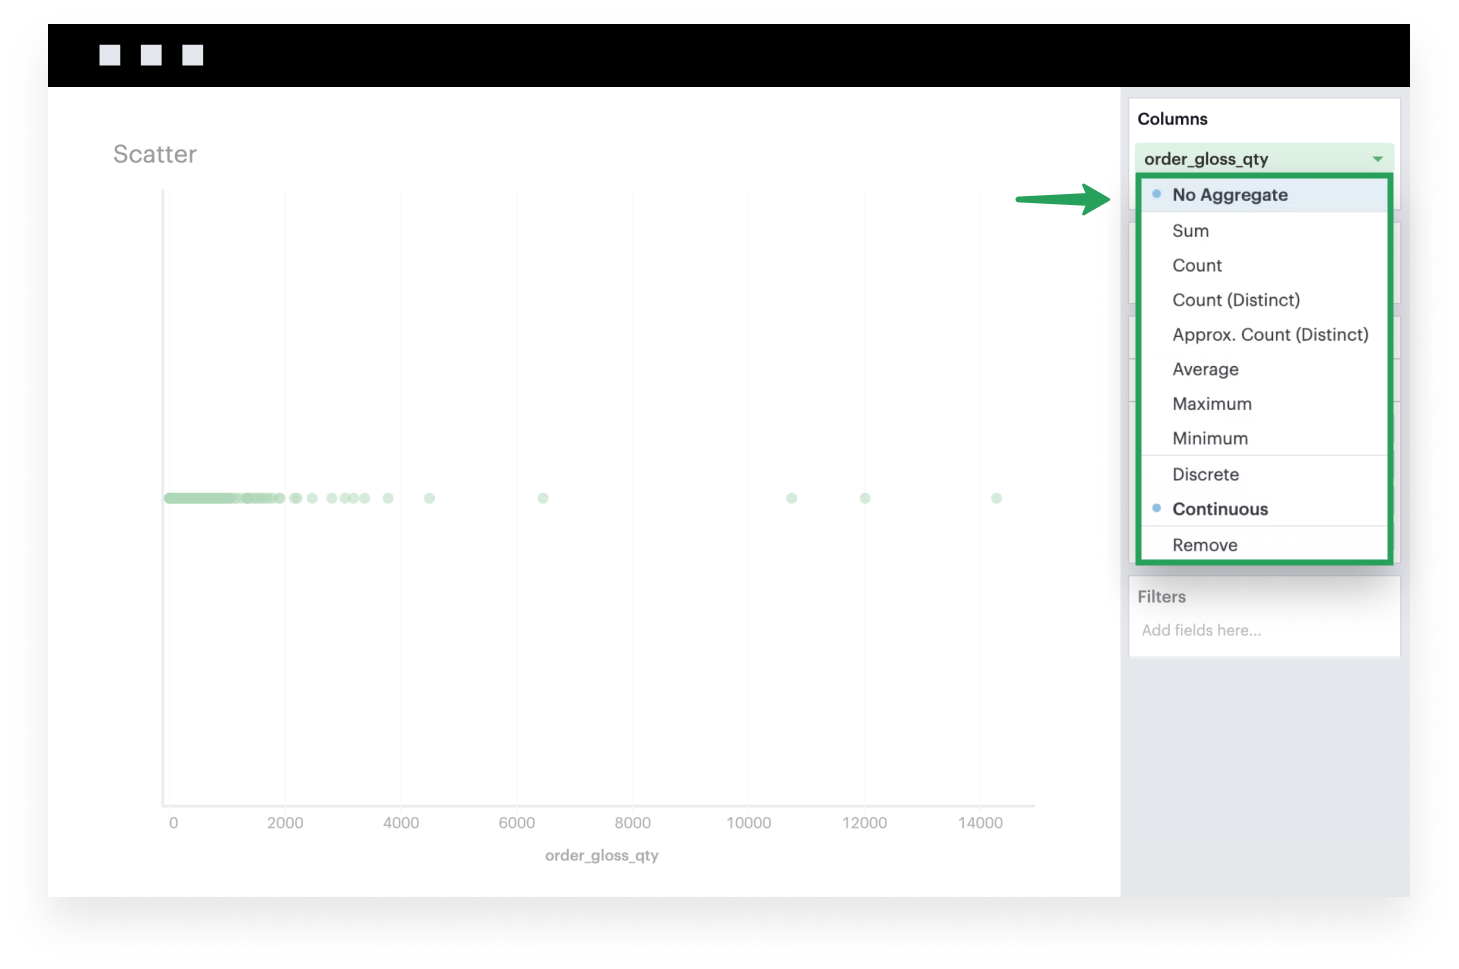 Scatter
0 2000 4000 6000 8000 10000 12000 14000
order_gloss_qty
Columns
order_gloss_qty
No Aggregate
Sum
Count
Count (Distinct)
Approx. Count (Distinct)
Average
Maximum
Minimum
Discrete
Continuous
Remove
Filters
Add fields here...